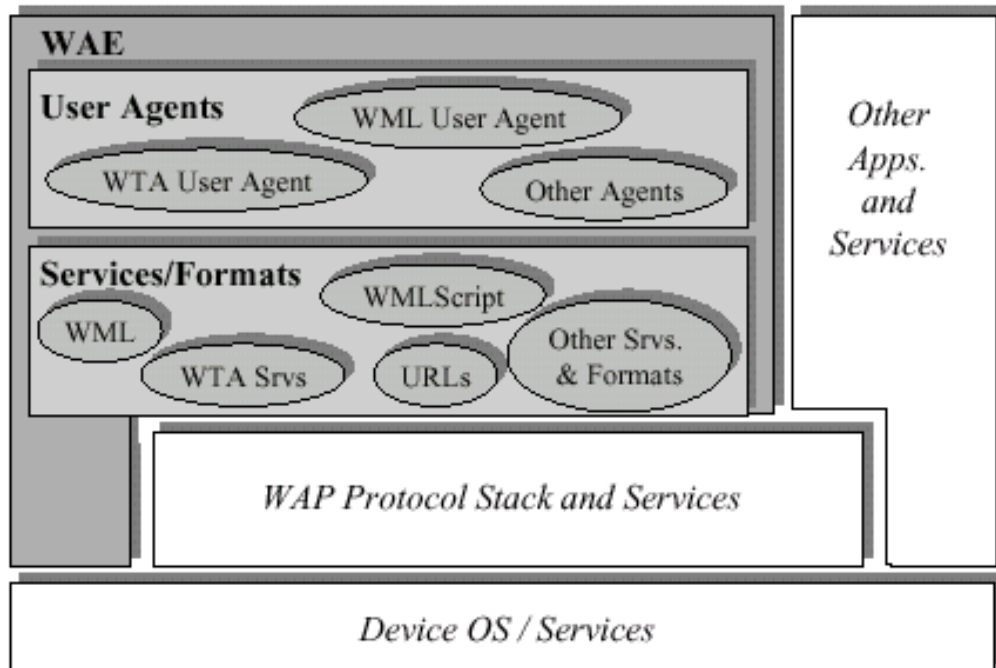 WAE
User Agents
WML User Agent
WTA User Agent
Other Agents
Services/Formats
WMLScript
WML
Other Srvs.
& Formats
WTA Srvs
URLs
Other
Apps.
and
Services
WAP Protocol Stack and Services
Device OS / Services